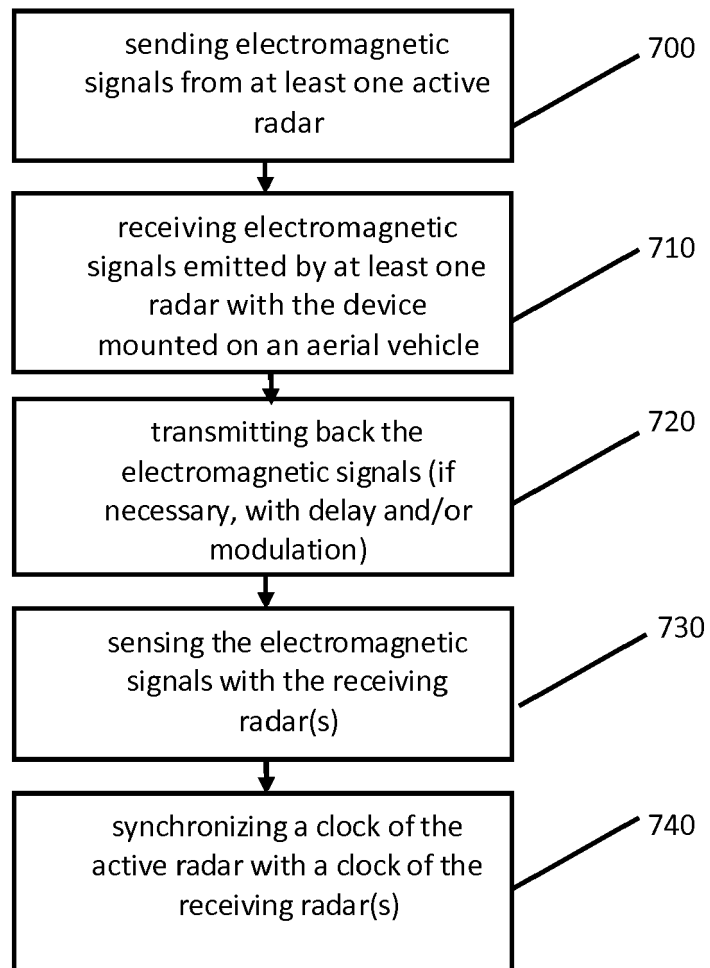 sending electromagnetic
signals from at least one active
radar
700
receiving electromagnetic
signals emitted by at least one
radar with the device
mounted on an aerial vehicle
710
transmitting back the
electromagnetic signals (if
necessary, with delay and/or
modulation)
720
sensing the electromagnetic
signals with the receiving
radar(s)
730
synchronizing a clock of the
active radar with a clock of the
receiving radar(s)
740